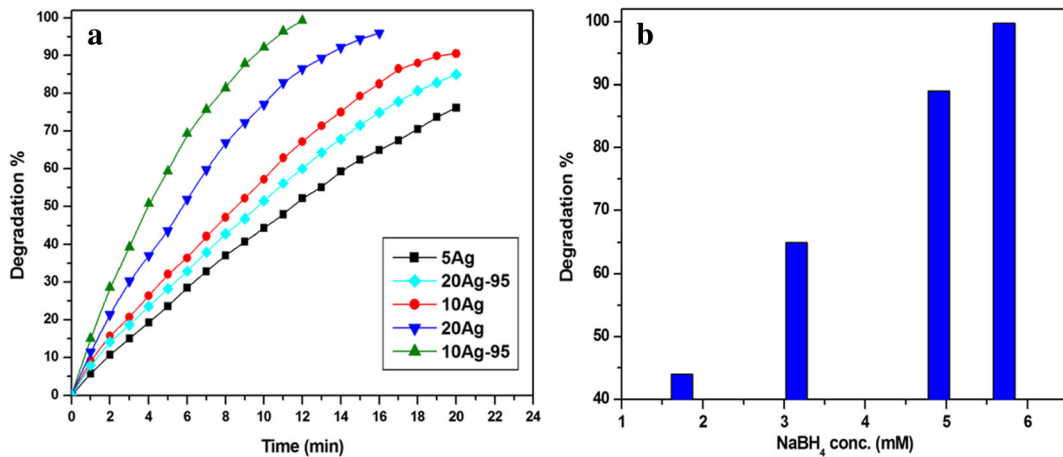 a
Degradation %
100
90
80
70
60
50
40
30
20
10
0
0 2 4 6 8 10 12 14 16 18 20 22 24
Time (min)
5Ag
20Ag-95
10Ag
20Ag
10Ag-95
b
Degradation %
100
90
80
70
60
50
40
1 2 3 4 5 6
NaBH4 conc. (mM)